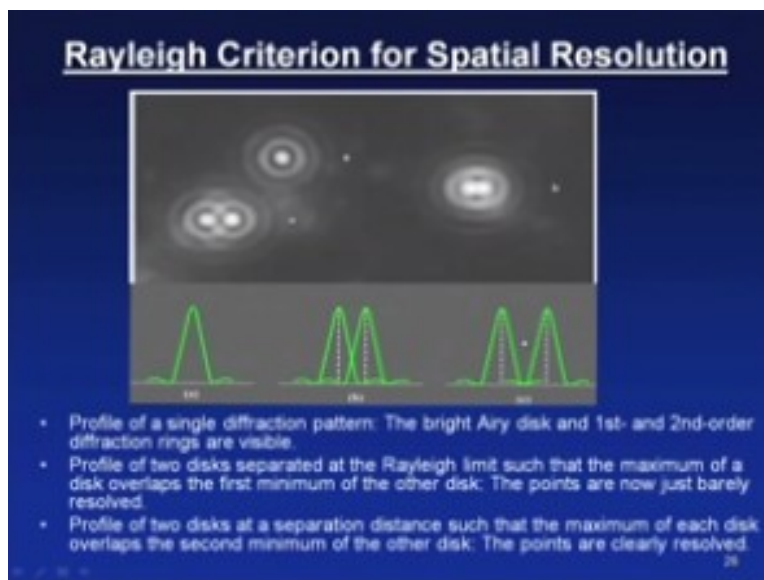 Rayleigh Criterion for Spatial Resolution
(a)
(b)
(c)
• Profile of a single diffraction pattern: The bright Airy disk and 1st- and 2nd-order
diffraction rings are visible.
• Profile of two disks separated at the Rayleigh limit such that the maximum of a
disk overlaps the first minimum of the other disk: The points are now just barely
resolved.
• Profile of two disks at a separation distance such that the maximum of each disk
overlaps the second minimum of the other disk: The points are clearly resolved.